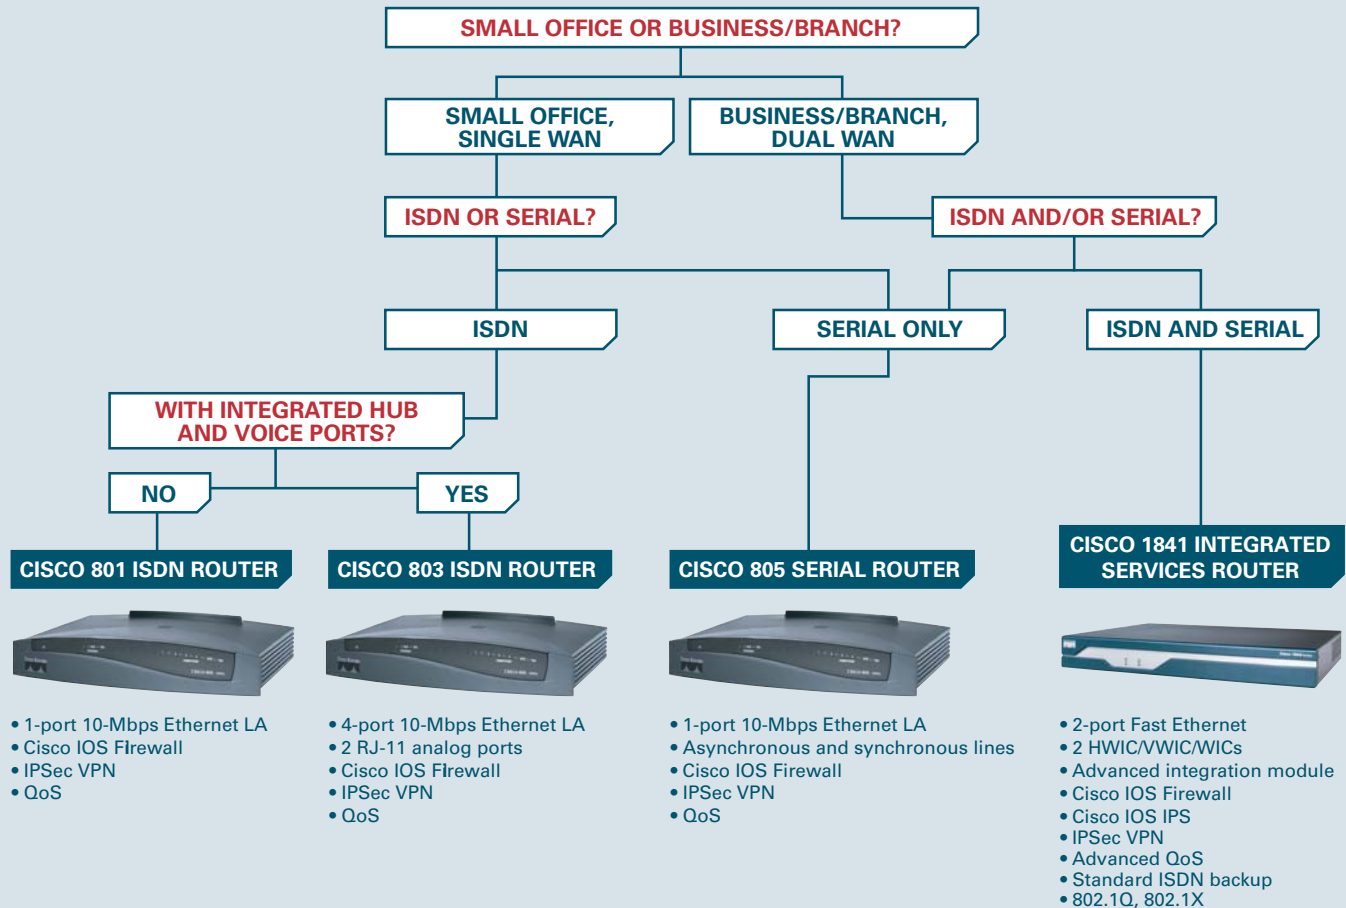 SMALL OFFICE OR BUSINESS/BRANCH?
SMALL OFFICE,
SINGLE WAN
BUSINESS/BRANCH,
DUAL WAN
ISDN OR SERIAL?
ISDN AND/OR SERIAL?
ISDN
SERIAL ONLY
ISDN AND SERIAL
WITH INTEGRATED HUB
AND VOICE PORTS?
NO
YES
CISCO 801 ISDN ROUTER
• 1-port 10-Mbps Ethernet LA
• Cisco IOS Firewall
• IPSec VPN
• QoS
CISCO 803 ISDN ROUTER
• 4-port 10-Mbps Ethernet LA
• 2 RJ-11 analog ports
• Cisco IOS Firewall
• IPSec VPN
• QoS
CISCO 805 SERIAL ROUTER
• 1-port 10-Mbps Ethernet LA
• Asynchronous and synchronous lines
• Cisco IOS Firewall
• IPSec VPN
• QoS
CISCO 1841 INTEGRATED
SERVICES ROUTER
• 2-port Fast Ethernet
• 2 HWIC/VWIC/WICs
• Advanced integration module
• Cisco IOS Firewall
• Cisco IOS IPS
• IPSec VPN
• Advanced QoS
• Standard ISDN backup
• 802.1Q, 802.1X